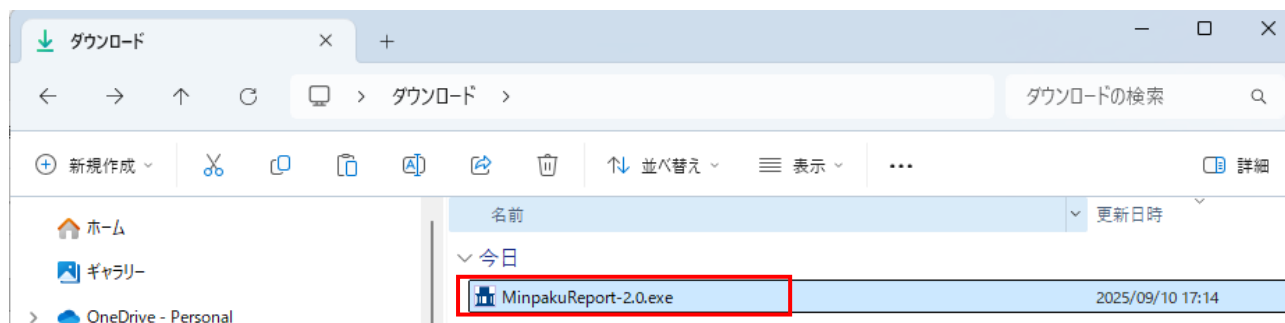 ダウンロード
ダウンロード
ダウンロードの検索
新規作成
並べ替え
表示
詳細
名前
更新日時
ホーム
今日
ギャラリー
MinpakuReport-2.0.exe
2025/09/10 17:14
OneDrive - Personal